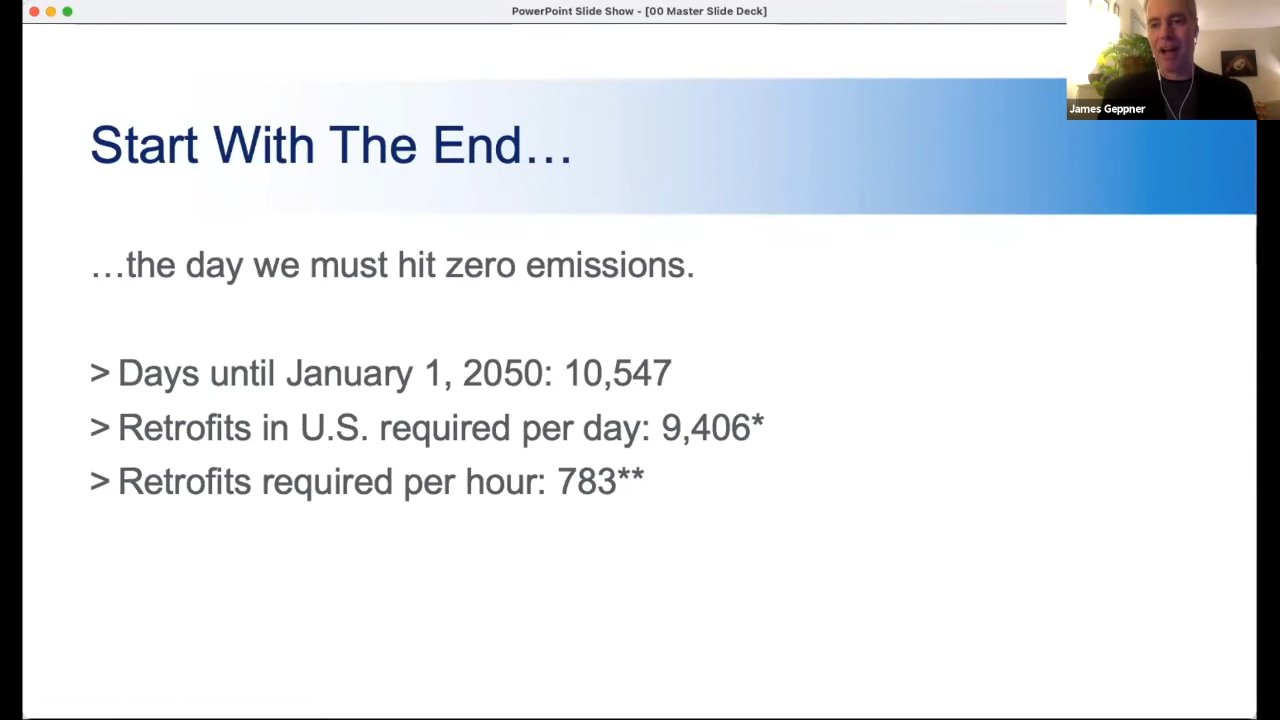 PowerPoint Slide Show - [00 Master Slide Deck]
James Geppner
Start With The End…
…the day we must hit zero emissions.
> Days until January 1, 2050: 10,547
> Retrofits in U.S. required per day: 9,406*
> Retrofits required per hour: 783**